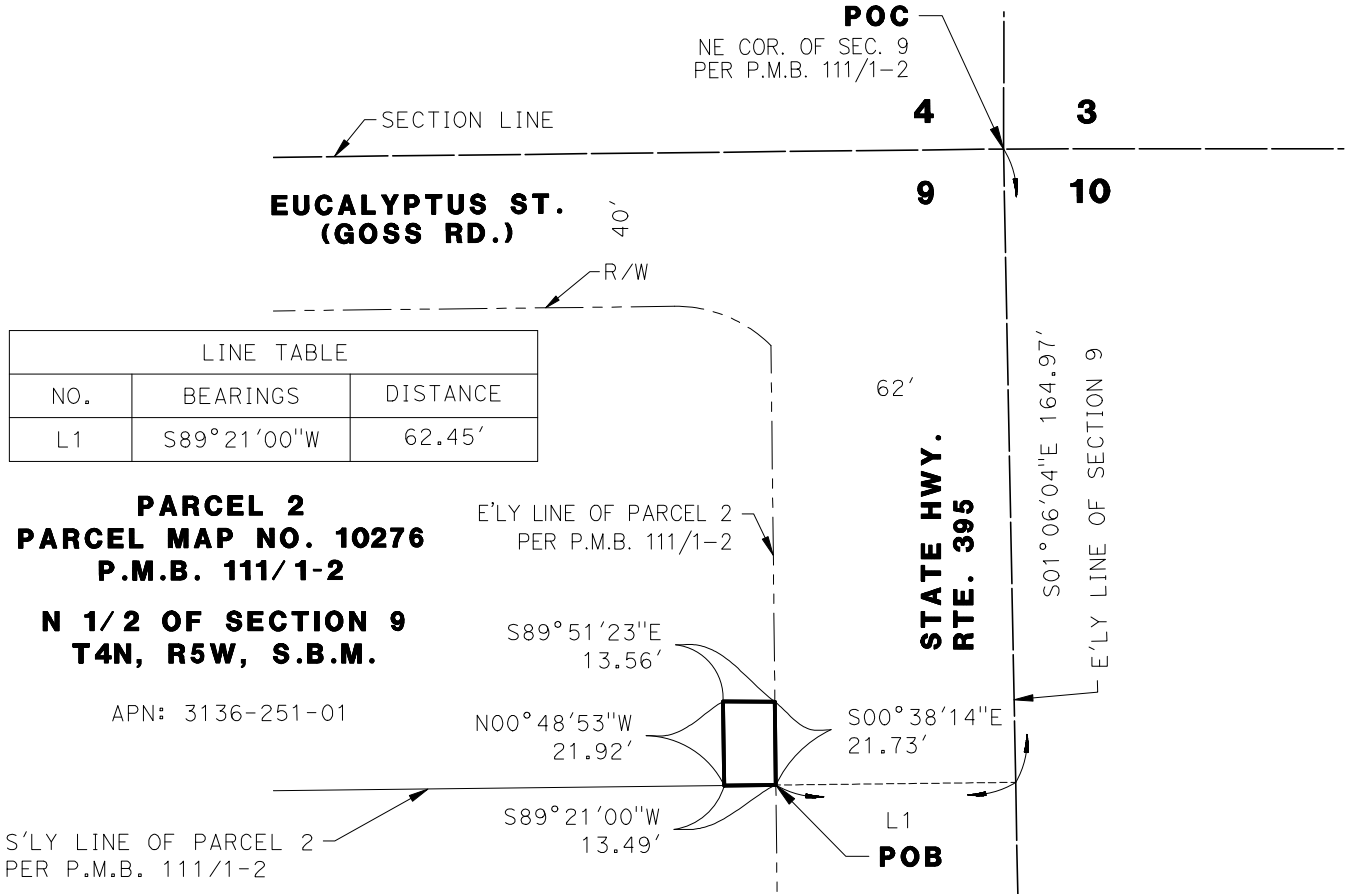 POC
NE COR. OF SEC. 9
PER P.M.B. 111/1-2
SECTION LINE
4
3
9
10
EUCALYPTUS ST.
(GOSS RD.)
40'
R/W
LINE TABLE
NO. BEARINGS DISTANCE
L1 S89°21'00"W 62.45'
62'
S01°06'04"E 164.97'
E'LY LINE OF SECTION 9
STATE HWY.
RTE. 395
PARCEL 2
PARCEL MAP NO. 10276
P.M.B. 111/1-2
N 1/2 OF SECTION 9
T4N, R5W, S.B.M.
APN: 3136-251-01
E'LY LINE OF PARCEL 2
PER P.M.B. 111/1-2
S89°51'23"E
13.56'
N00°48'53"W
21.92'
S00°38'14"E
21.73'
S89°21'00"W
13.49'
L1
POB
S'LY LINE OF PARCEL 2
PER P.M.B. 111/1-2